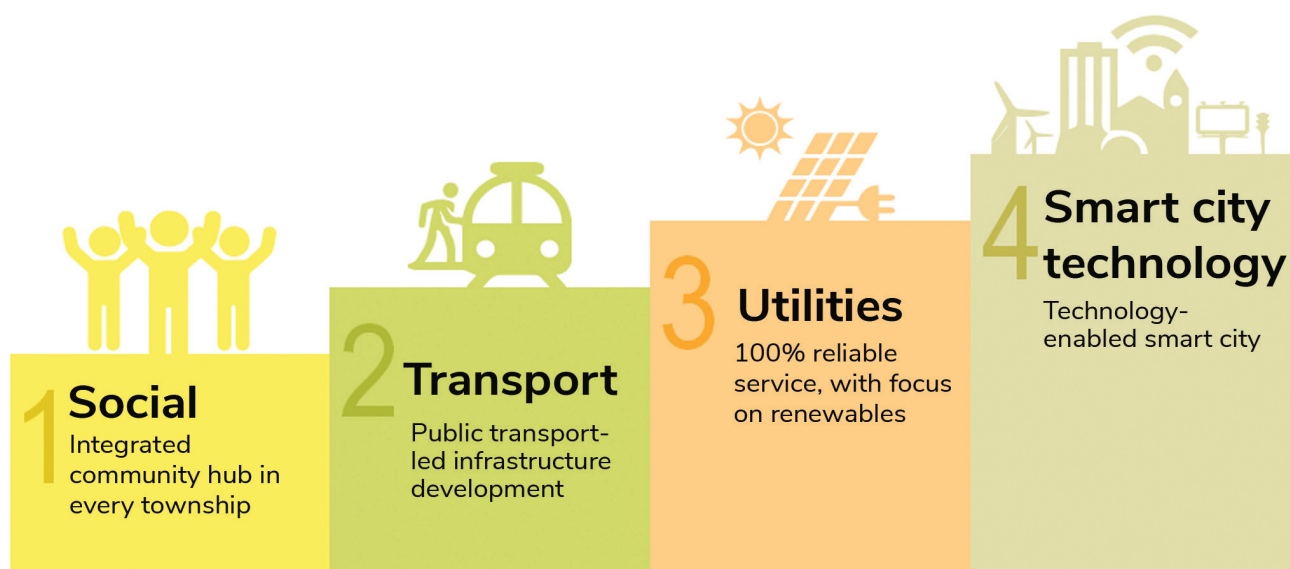 1
Social
Integrated
community hub in
every township
2
Transport
Public transport-
led infrastructure
development
3
Utilities
100% reliable
service, with focus
on renewables
4
Smart city
technology
Technology-
enabled smart city